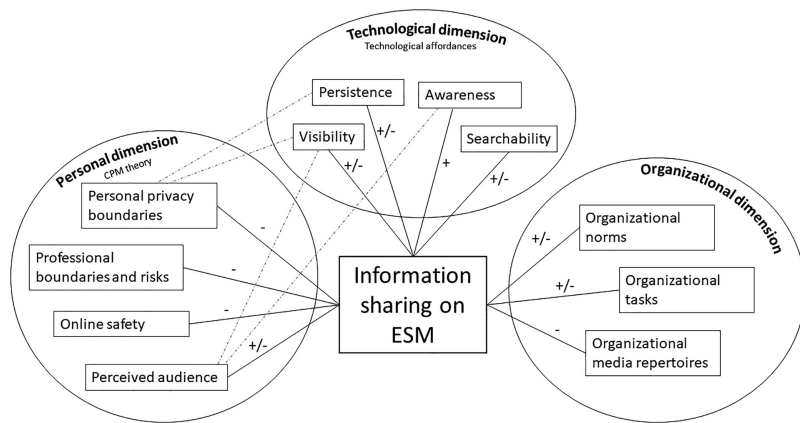 Technological dimension
Technological affordances
Persistence
Awareness
Visibility
Searchability
+/-
+/-
+
+/-
Personal dimension
CPM theory
Personal privacy
boundaries
Professional
boundaries and risks
Online safety
Perceived audience
-
-
-
+/-
Information
sharing on
ESM
Organizational dimension
Organizational
norms
Organizational
tasks
Organizational
media repertoires
+/-
+/-
-